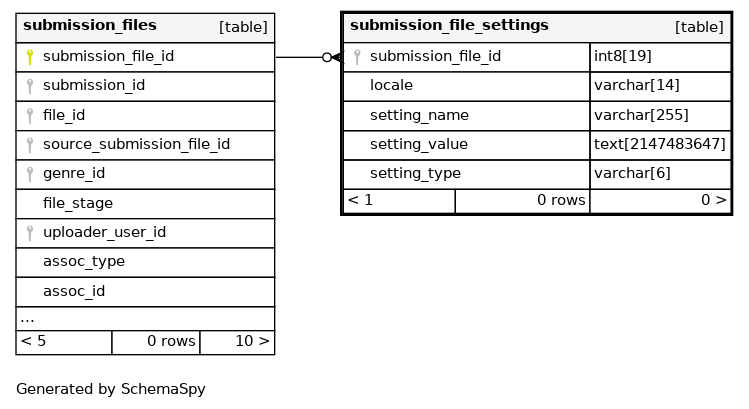 submission_files [table]
submission_file_id
submission_id
file_id
source_submission_file_id
genre_id
file_stage
uploader_user_id
assoc_type
assoc_id
...
< 5 0 rows 10 >
submission_file_settings [table]
submission_file_id int8[19]
locale varchar[14]
setting_name varchar[255]
setting_value text[2147483647]
setting_type varchar[6]
< 1 0 rows 0 >
Generated by SchemaSpy